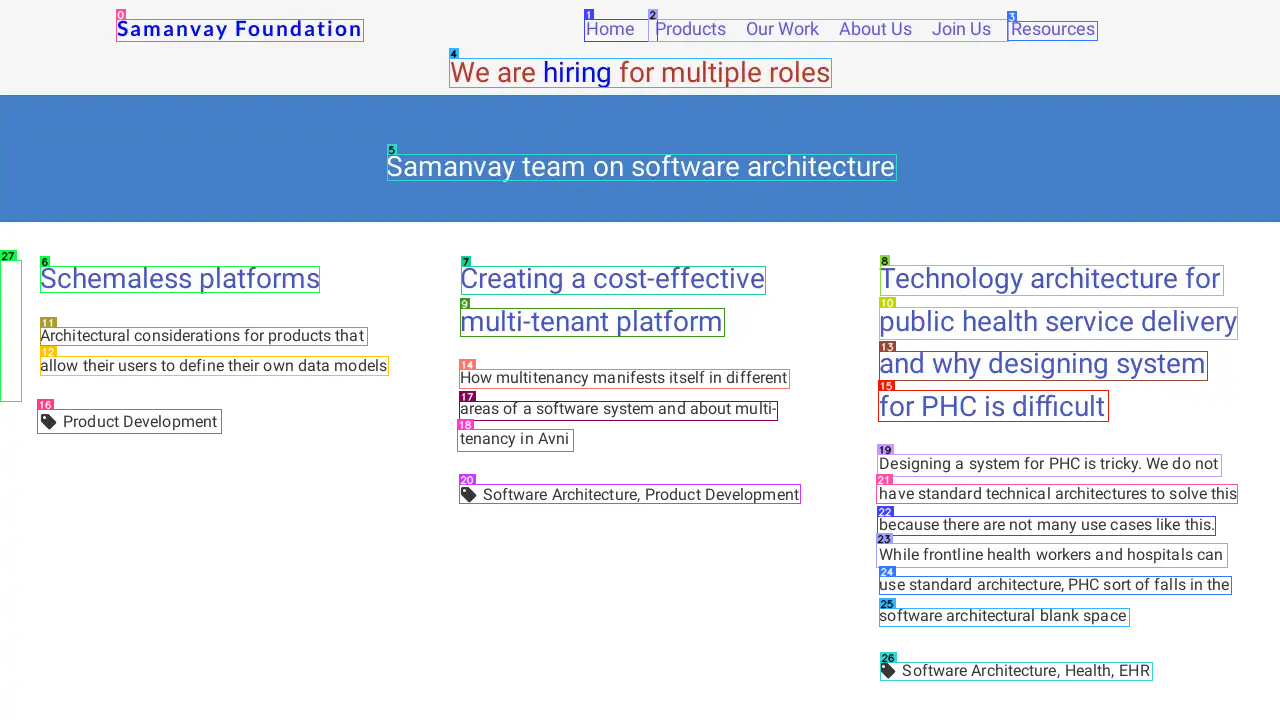 Samanvay Foundation
Home Products Our Work About Us Join Us Resources
We are hiring for multiple roles
Samanvay team on software architecture
Schemaless platforms
Architectural considerations for products that
allow their users to define their own data models
Product Development
Creating a cost-effective
multi-tenant platform
How multitenancy manifests itself in different
areas of a software system and about multi-
tenancy in Avni
Software Architecture, Product Development
Technology architecture for
public health service delivery
and why designing system
for PHC is difficult
Designing a system for PHC is tricky. We do not
have standard technical architectures to solve this
because there are not many use cases like this.
While frontline health workers and hospitals can
use standard architecture, PHC sort of falls in the
software architectural blank space
Software Architecture, Health, EHR
0
1
2
3
4
5
6
7
8
9
10
11
12
13
14
15
16
17
18
19
20
21
22
23
24
25
26
27